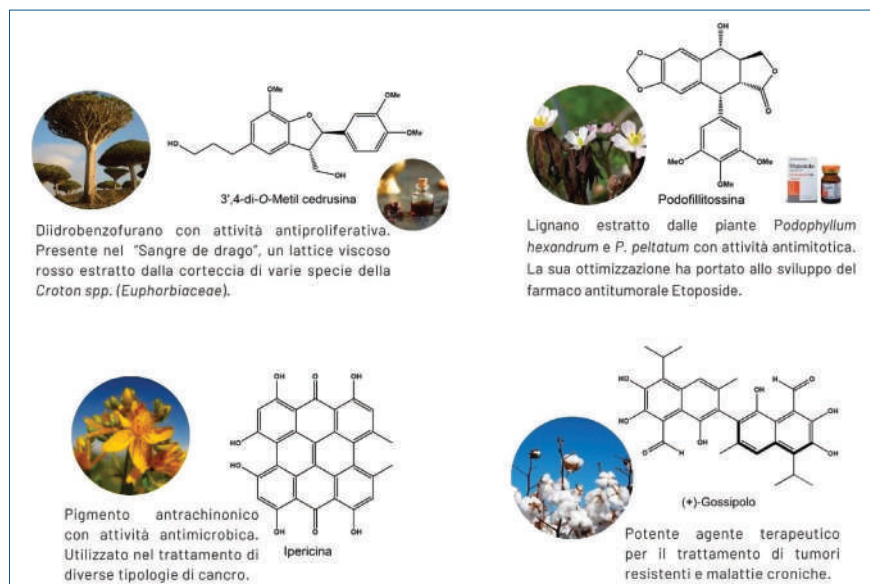 OMe
OMe
OMe
HO
O
OH
3',4-di-O-Metil cedrusina
Diidrobenzofurano con attività antiproliferativa.
Presente nel "Sangre de drago", un lattice viscoso
rosso estratto dalla corteccia di varie specie della
Croton spp. (Euphorbiaceae).
OH
O
O
O
O
MeO
OMe
OMe
Podofillitossina
Lignano estratto dalle piante Podophyllum
hexandrum e P. peltatum con attività antimitotica.
La sua ottimizzazione ha portato allo sviluppo del
farmaco antitumorale Etoposide.
OH
O
OH
HO
HO
OH
O
OH
Ipericina
Pigmento antrachinonico
con attività antimicrobica.
Utilizzato nel trattamento di
diverse tipologie di cancro.
HO
HO
O
H
OH
OH
H
O
OH
OH
(+)-Gossipolo
Potente agente terapeutico
per il trattamento di tumori
resistenti e malattie croniche.